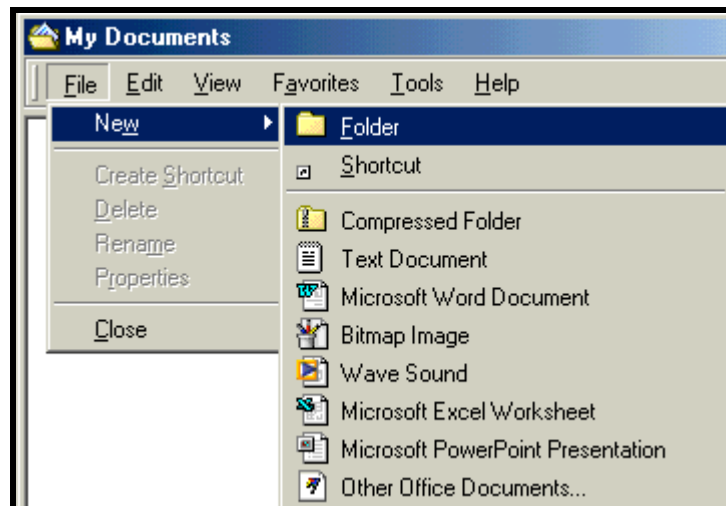 My Documents
File Edit View Favorites Tools Help
New
Create Shortcut
Delete
Rename
Properties
Close
Folder
Shortcut
Compressed Folder
Text Document
Microsoft Word Document
Bitmap Image
Wave Sound
Microsoft Excel Worksheet
Microsoft PowerPoint Presentation
Other Office Documents...